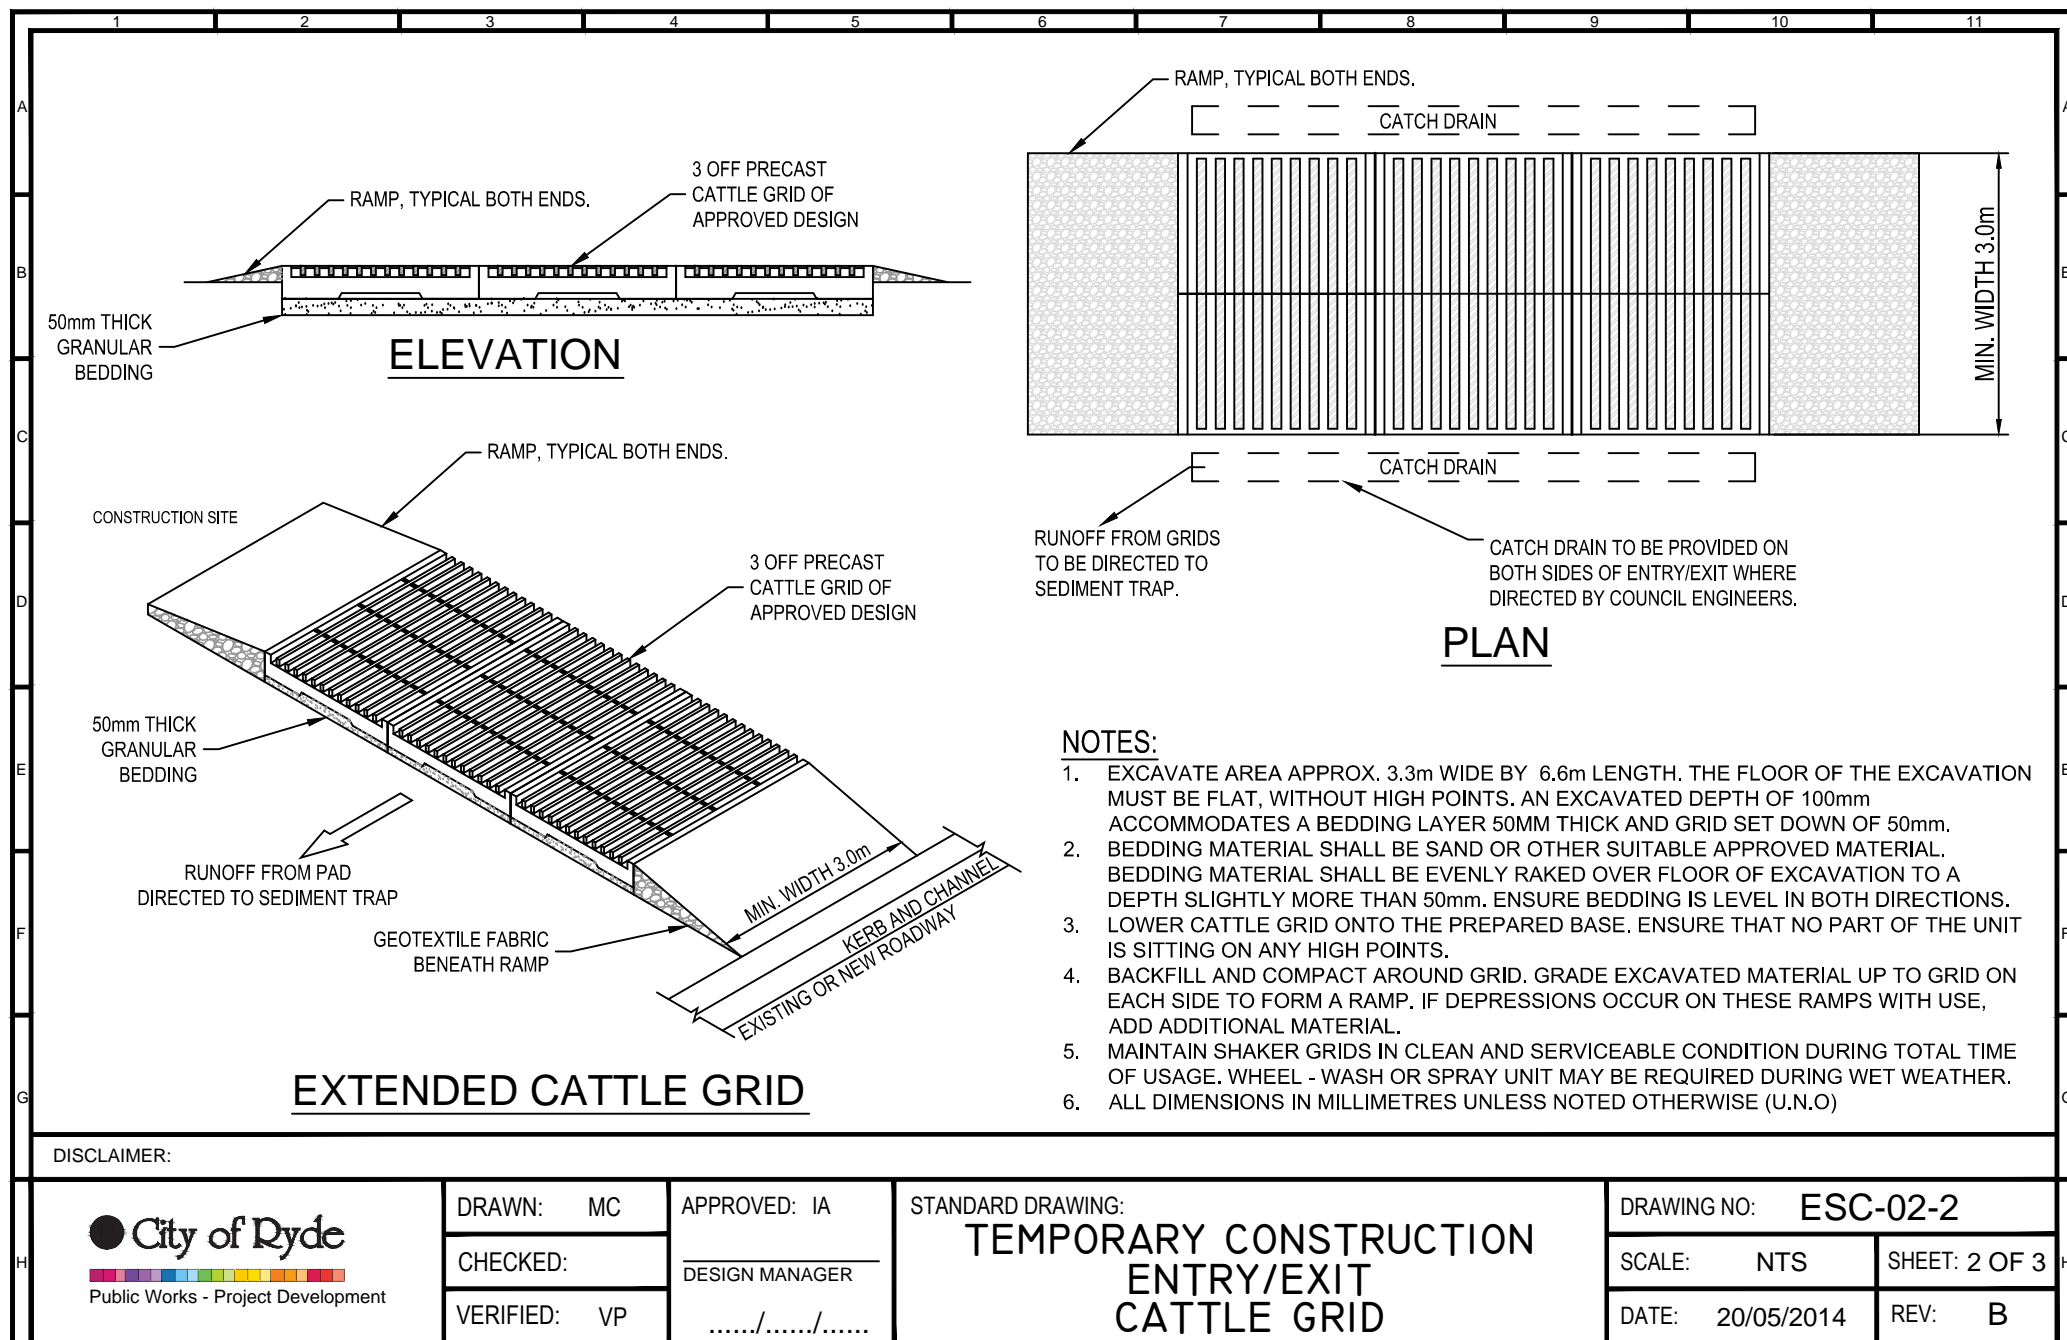 1 2 3 4 5 6 7 8 9 10 11
A
B
C
D
E
F
G
H
RAMP, TYPICAL BOTH ENDS.
3 OFF PRECAST
CATTLE GRID OF
APPROVED DESIGN
50mm THICK
GRANULAR
BEDDING
ELEVATION
RAMP, TYPICAL BOTH ENDS.
CATCH DRAIN
MIN. WIDTH 3.0m
CATCH DRAIN
RUNOFF FROM GRIDS
TO BE DIRECTED TO
SEDIMENT TRAP.
CATCH DRAIN TO BE PROVIDED ON
BOTH SIDES OF ENTRY/EXIT WHERE
DIRECTED BY COUNCIL ENGINEERS.
PLAN
RAMP, TYPICAL BOTH ENDS.
CONSTRUCTION SITE
3 OFF PRECAST
CATTLE GRID OF
APPROVED DESIGN
50mm THICK
GRANULAR
BEDDING
RUNOFF FROM PAD
DIRECTED TO SEDIMENT TRAP
GEOTEXTILE FABRIC
BENEATH RAMP
MIN. WIDTH 3.0m
KERB AND CHANNEL
EXISTING OR NEW ROADWAY
EXTENDED CATTLE GRID
NOTES:
1. EXCAVATE AREA APPROX. 3.3m WIDE BY 6.6m LENGTH. THE FLOOR OF THE EXCAVATION
MUST BE FLAT, WITHOUT HIGH POINTS. AN EXCAVATED DEPTH OF 100mm
ACCOMMODATES A BEDDING LAYER 50MM THICK AND GRID SET DOWN OF 50mm.
2. BEDDING MATERIAL SHALL BE SAND OR OTHER SUITABLE APPROVED MATERIAL.
BEDDING MATERIAL SHALL BE EVENLY RAKED OVER FLOOR OF EXCAVATION TO A
DEPTH SLIGHTLY MORE THAN 50mm. ENSURE BEDDING IS LEVEL IN BOTH DIRECTIONS.
3. LOWER CATTLE GRID ONTO THE PREPARED BASE. ENSURE THAT NO PART OF THE UNIT
IS SITTING ON ANY HIGH POINTS.
4. BACKFILL AND COMPACT AROUND GRID. GRADE EXCAVATED MATERIAL UP TO GRID ON
EACH SIDE TO FORM A RAMP. IF DEPRESSIONS OCCUR ON THESE RAMPS WITH USE,
ADD ADDITIONAL MATERIAL.
5. MAINTAIN SHAKER GRIDS IN CLEAN AND SERVICEABLE CONDITION DURING TOTAL TIME
OF USAGE. WHEEL - WASH OR SPRAY UNIT MAY BE REQUIRED DURING WET WEATHER.
6. ALL DIMENSIONS IN MILLIMETRES UNLESS NOTED OTHERWISE (U.N.O)
DISCLAIMER:
City of Ryde
Public Works - Project Development
DRAWN: MC
CHECKED:
VERIFIED: VP
APPROVED: IA
DESIGN MANAGER
....../....../......
STANDARD DRAWING:
TEMPORARY CONSTRUCTION
ENTRY/EXIT
CATTLE GRID
DRAWING NO: ESC-02-2
SCALE: NTS
SHEET: 2 OF 3
DATE: 20/05/2014
REV: B